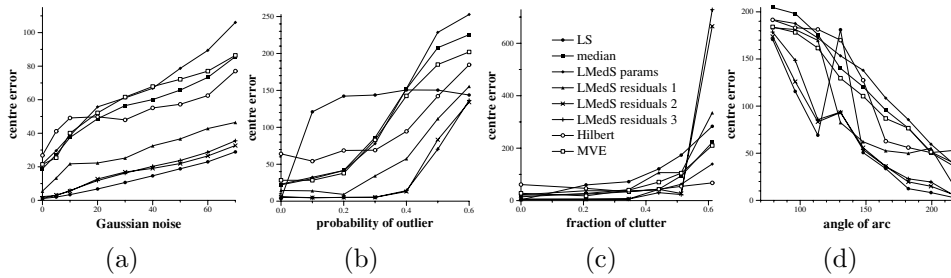 centre error
100
80
60
40
20
0
0
20
40
60
Gaussian noise
(a)
centre error
250
200
150
100
50
0
0.0
0.2
0.4
0.6
probability of outlier
(b)
centre error
600
400
200
0
LS
median
LMedS params
LMedS residuals 1
LMedS residuals 2
LMedS residuals 3
Hilbert
MVE
0.0
0.2
0.4
0.6
fraction of clutter
(c)
centre error
200
150
100
50
0
100
150
200
angle of arc
(d)